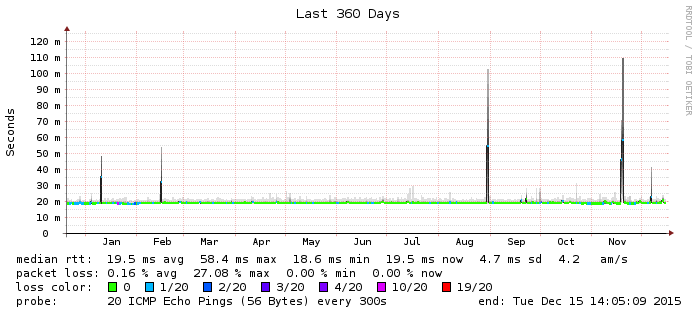 Last 360 Days
RRDTOOL / TOBI OETIKER
Seconds
120 m
110 m
100 m
90 m
80 m
70 m
60 m
50 m
40 m
30 m
20 m
10 m
0
Jan Feb Mar Apr May Jun Jul Aug Sep Oct Nov
median rtt: 19.5 ms avg 58.4 ms max 18.6 ms min 19.5 ms now 4.7 ms sd 4.2 am/s
packet loss: 0.16 % avg 27.08 % max 0.00 % min 0.00 % now
loss color: 0 1/20 2/20 3/20 4/20 10/20 19/20
probe: 20 ICMP Echo Pings (56 Bytes) every 300s end: Tue Dec 15 14:05:09 2015